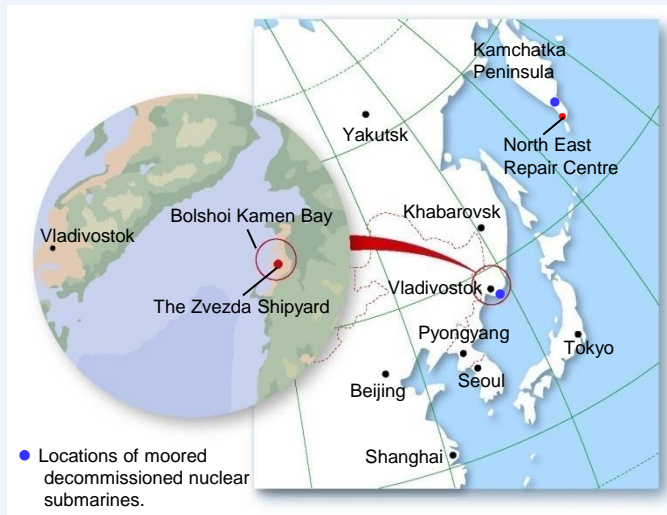 Kamchatka
Peninsula
Yakutsk
North East
Repair Centre
Bolshoi Kamen Bay
Khabarovsk
Vladivostok
Vladivostok
The Zvezda Shipyard
Pyongyang
Tokyo
Seoul
Beijing
Shanghai
Locations of moored
decommissioned nuclear
submarines.